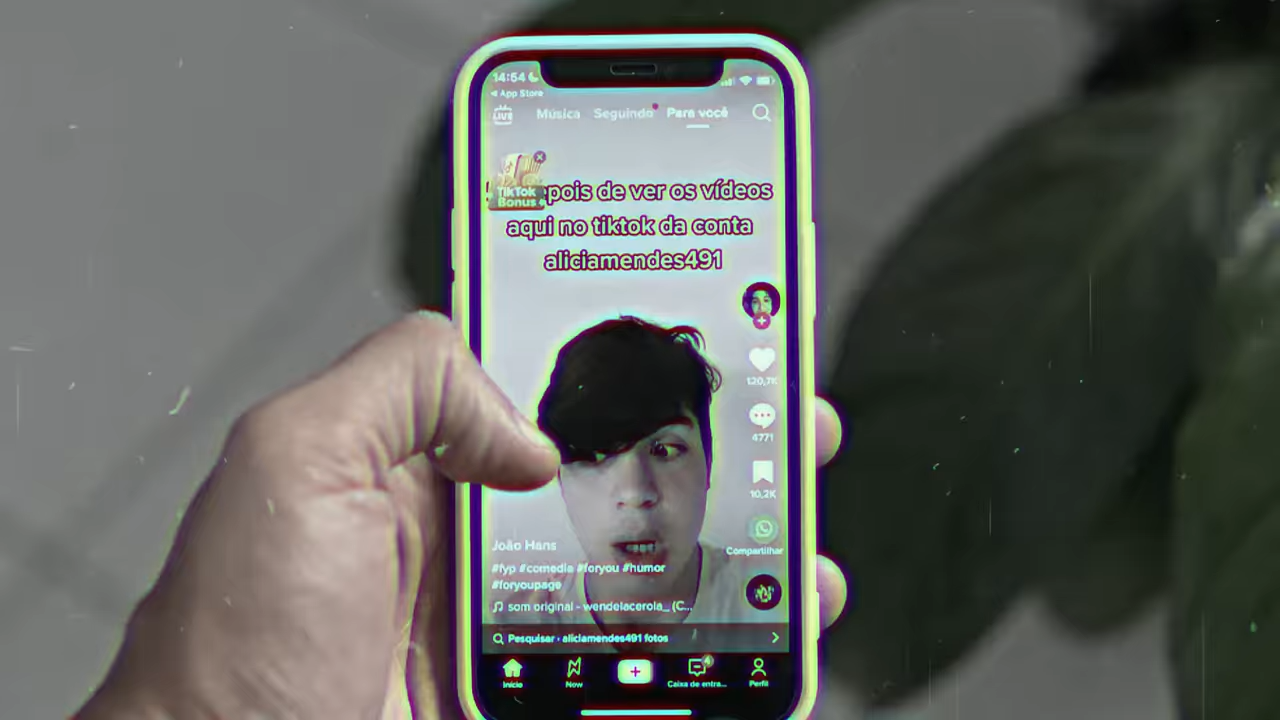 14:54
App Store
LIVE
Música Seguindo Para você
TikTok
Bonus
pois de ver os vídeos
aqui no tiktok da conta
aliciamendes491
120,7K
4771
10,2K
Compartilhar
João Hans
#fyp #comedia #foryou #humor
#foryoupage
som original - wendelacerola_ (C...
Pesquisar · aliciamendes491 fotos
Início Now Caixa de entra... 4 Perfil